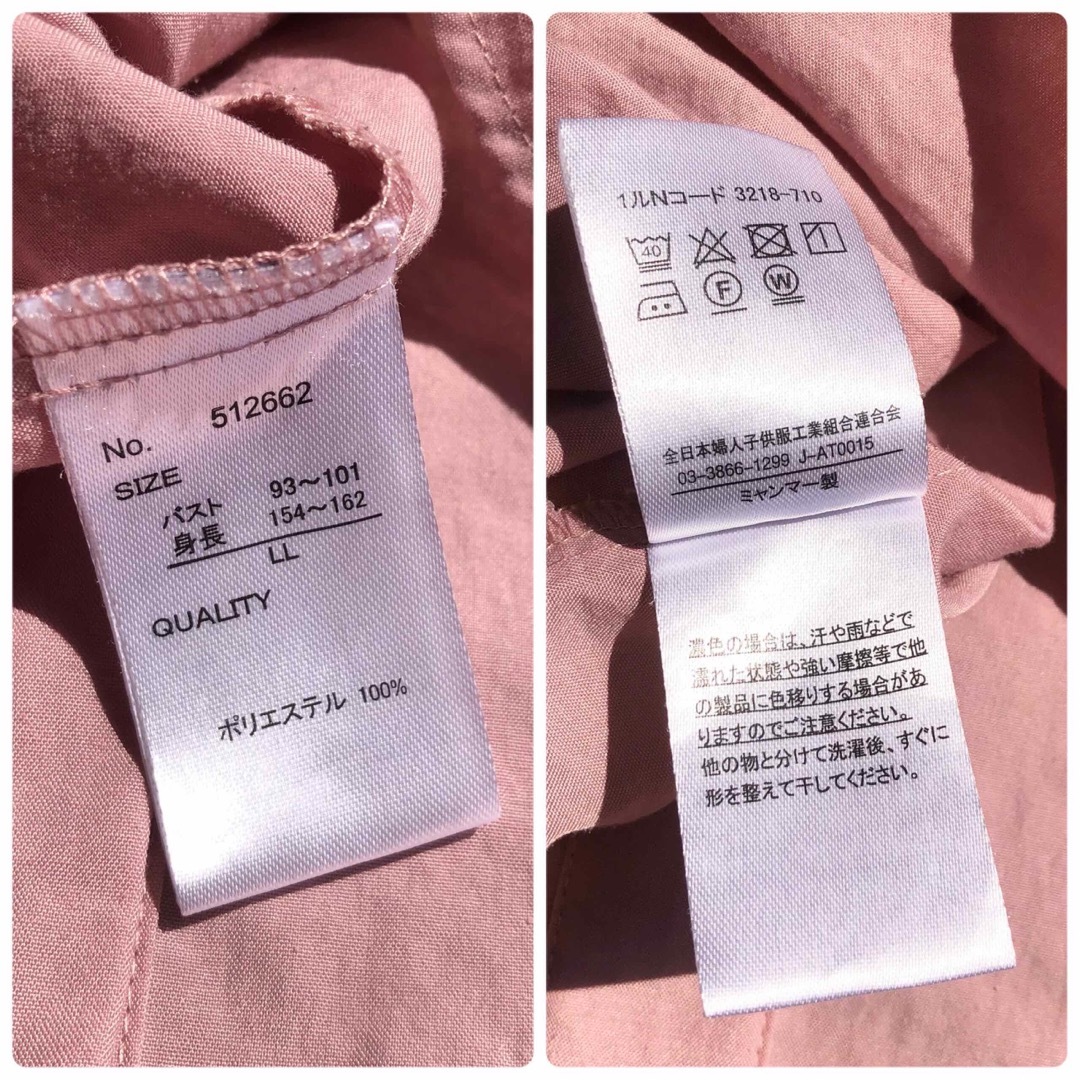 No. 512662
SIZE
バスト 93～101
身長 154～162
LL
QUALITY
ポリエステル 100%
1ルNコード 3218-710
40
F W
全日本婦人子供服工業組合連合会
03-3866-1299 J-AT0015
ミャンマー製
濃色の場合は、汗や雨などで
濡れた状態や強い摩擦等で他
の製品に色移りする場合があ
りますのでご注意ください。
他の物と分けて洗濯後、すぐに
形を整えて干してください。